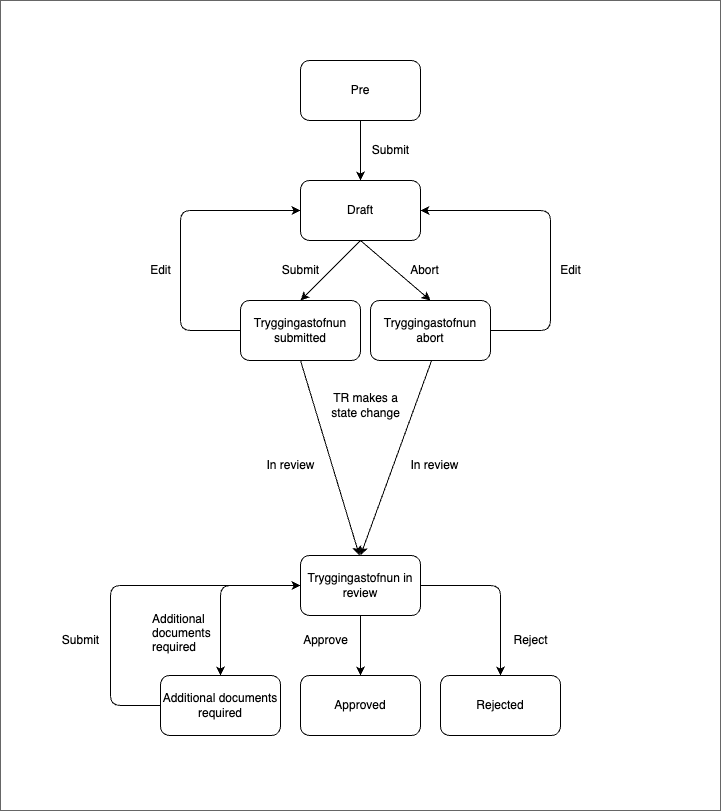 Pre
Submit
Draft
Edit
Submit
Abort
Edit
Tryggingastofnun
submitted
Tryggingastofnun
abort
TR makes a
state change
In review
In review
Tryggingastofnun in
review
Submit
Additional
documents
required
Approve
Reject
Additional documents
required
Approved
Rejected